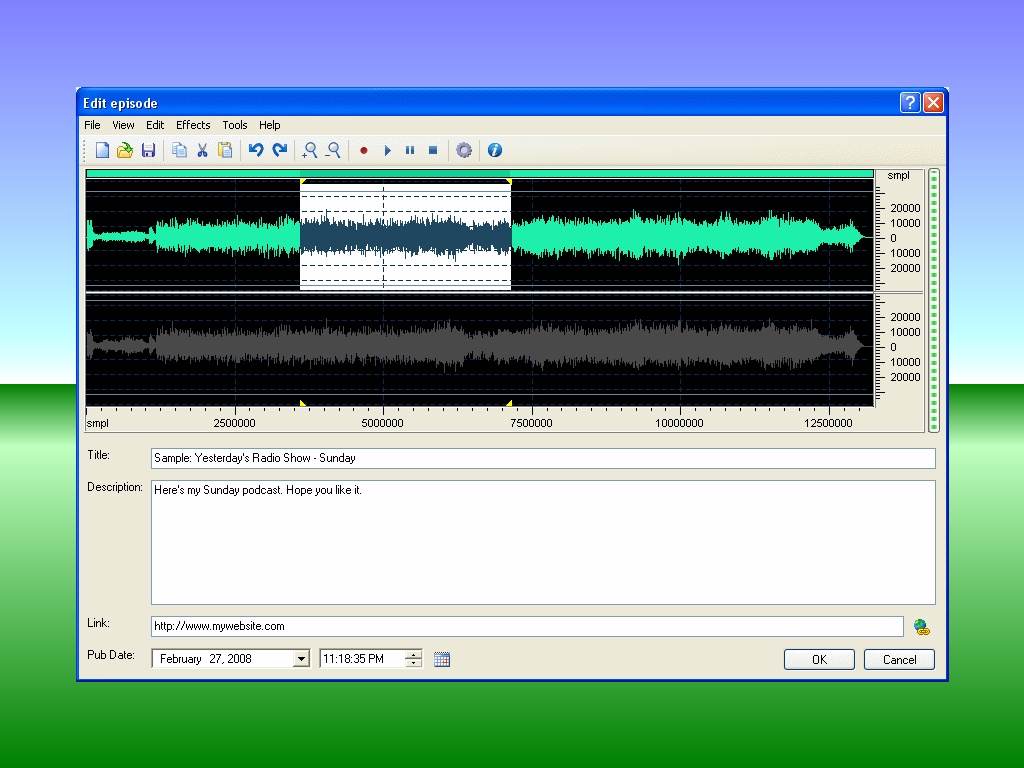 Edit episode
File View Edit Effects Tools Help
smpl
20000
10000
0
10000
20000
20000
10000
0
10000
20000
smpl 2500000 5000000 7500000 10000000 12500000
Title: Sample: Yesterday's Radio Show - Sunday
Description: Here's my Sunday podcast. Hope you like it.
Link: http://www.mywebsite.com
Pub Date: February 27, 2008 11:18:35 PM OK Cancel